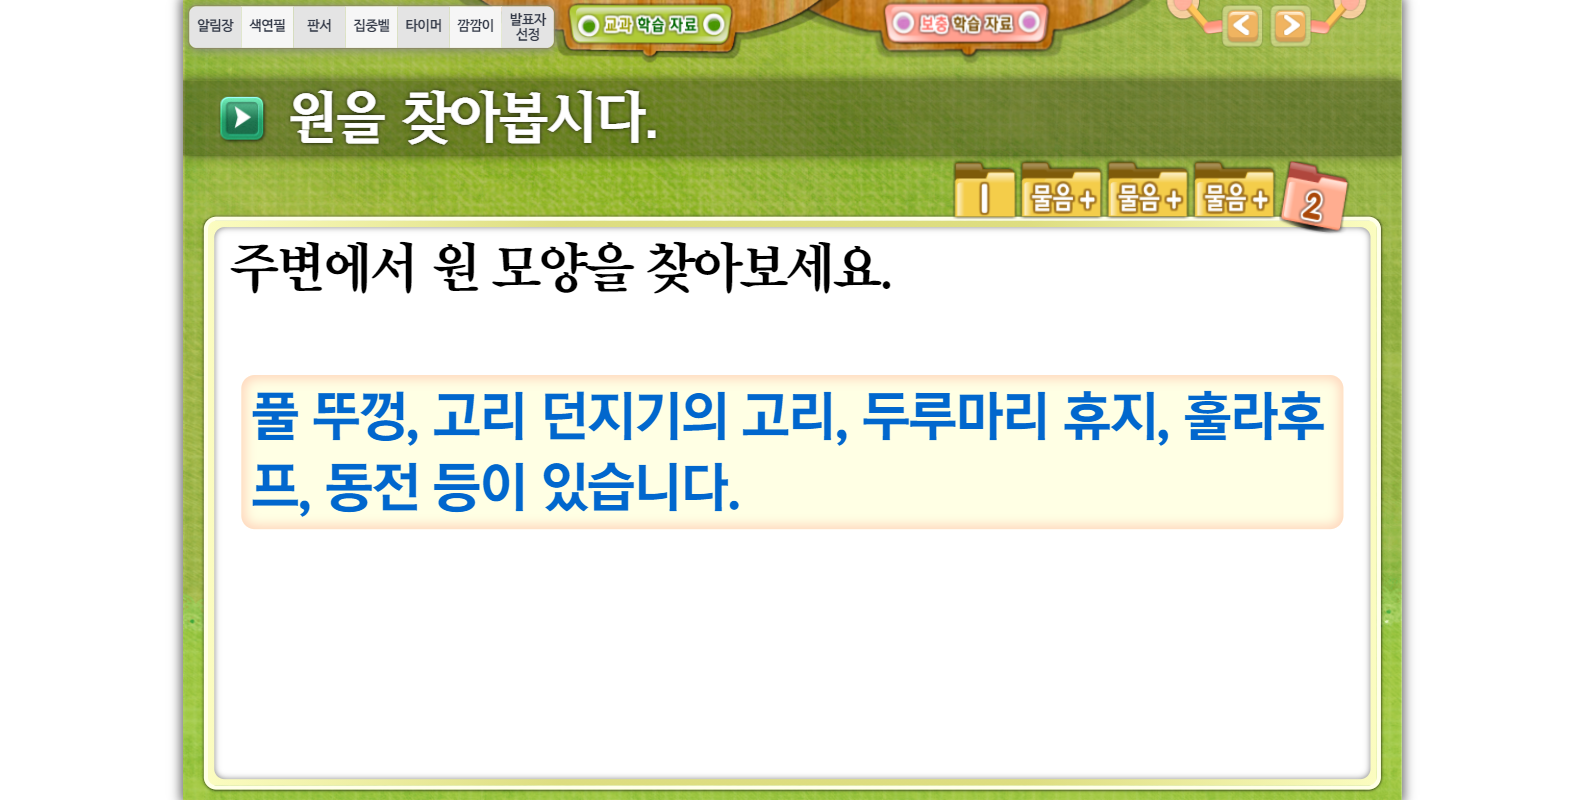 알림장 색연필 판서 집중벨 타이머 깜깜이 발표자 선정
교과 학습 자료
보충 학습 자료
원을 찾아봅시다.
1 물음+ 물음+ 물음+ 2
주변에서 원 모양을 찾아보세요.
풀 뚜껑, 고리 던지기의 고리, 두루마리 휴지, 훌라후
프, 동전 등이 있습니다.